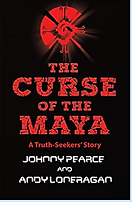 THE
CURSE
OF THE
MAYA
A Truth-Seekers' Story
JOHNNY PEARCE
AND
ANDY LONERAGAN